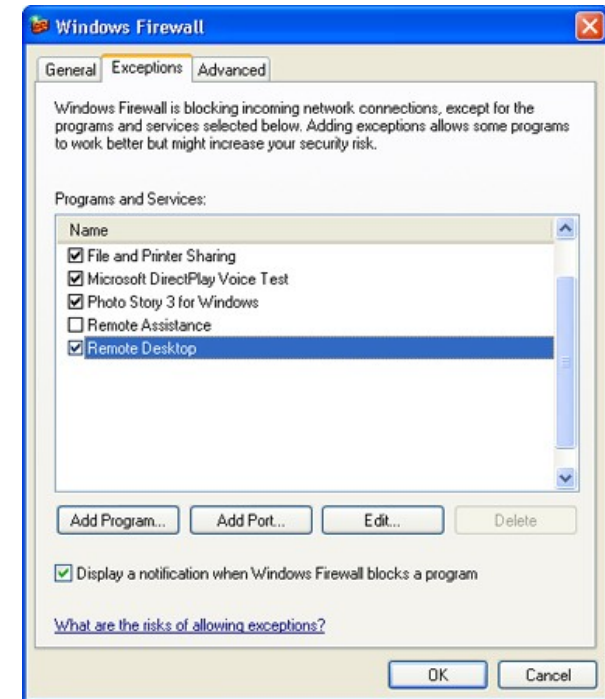 Windows Firewall
General Exceptions Advanced
Windows Firewall is blocking incoming network connections, except for the
programs and services selected below. Adding exceptions allows some programs
to work better but might increase your security risk.
Programs and Services:
Name
File and Printer Sharing
Microsoft DirectPlay Voice Test
Photo Story 3 for Windows
Remote Assistance
Remote Desktop
Add Program... Add Port... Edit... Delete
Display a notification when Windows Firewall blocks a program
What are the risks of allowing exceptions?
OK Cancel